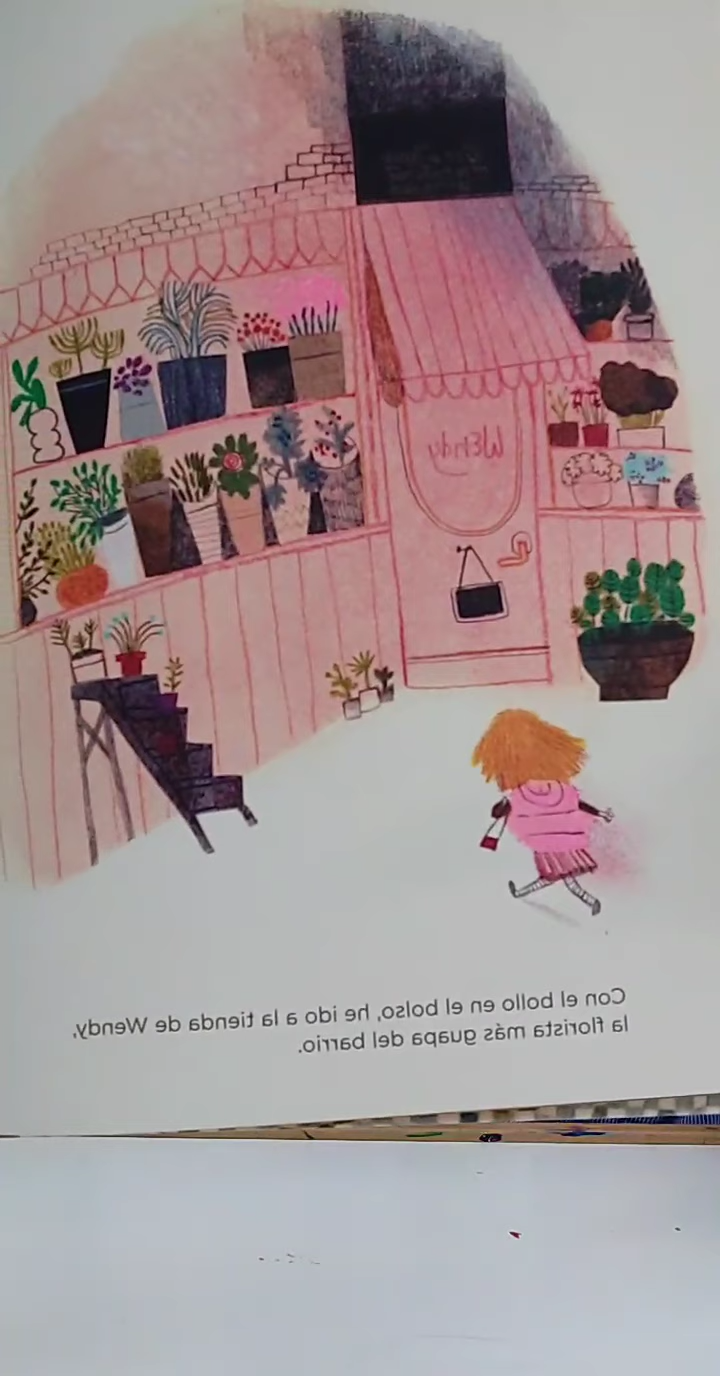 Wendy
Con el bollo en el bolso, he ido a la tienda de Wendy,
la florista más guapa del barrio.